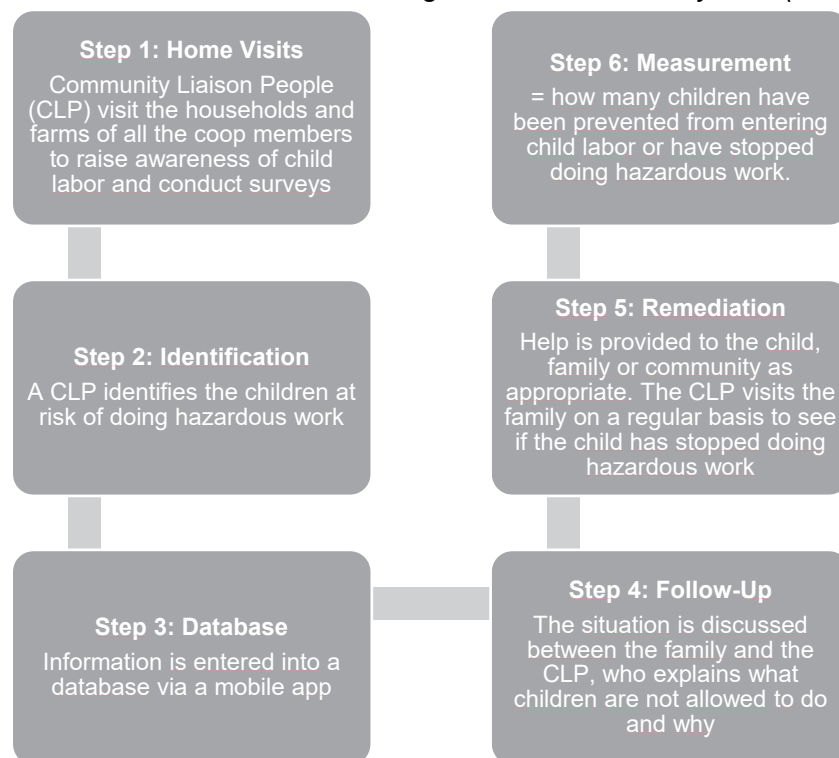 Step 1: Home Visits
Community Liaison People
(CLP) visit the households and
farms of all the coop members
to raise awareness of child
labor and conduct surveys
Step 2: Identification
A CLP identifies the children at
risk of doing hazardous work
Step 3: Database
Information is entered into a
database via a mobile app
Step 4: Follow-Up
The situation is discussed
between the family and the
CLP, who explains what
children are not allowed to do
and why
Step 5: Remediation
Help is provided to the child,
family or community as
appropriate. The CLP visits the
family on a regular basis to see
if the child has stopped doing
hazardous work
Step 6: Measurement
= how many children have
been prevented from entering
child labor or have stopped
doing hazardous work.